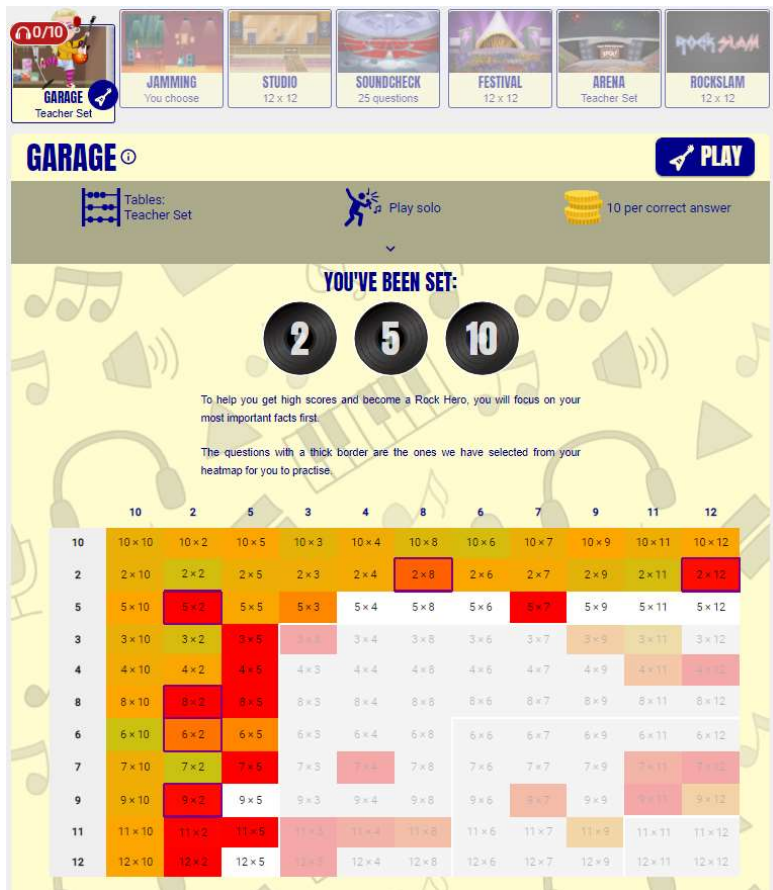 0/10
GARAGE
Teacher Set
JAMMING
You choose
STUDIO
12 x 12
SOUNDCHECK
25 questions
FESTIVAL
12 x 12
ARENA
Teacher Set
ROCK SLAM
ROCKSLAM
12 x 12
GARAGE
PLAY
Tables:
Teacher Set
Play solo
10 per correct answer
YOU'VE BEEN SET:
2 5 10
To help you get high scores and become a Rock Hero, you will focus on your
most important facts first.
The questions with a thick border are the ones we have selected from your
heatmap for you to practise.
10 2 5 3 4 8 6 7 9 11 12
10 10 × 10 10 × 2 10 × 5 10 × 3 10 × 4 10 × 8 10 × 6 10 × 7 10 × 9 10 × 11 10 × 12
2 2 × 10 2 × 2 2 × 5 2 × 3 2 × 4 2 × 8 2 × 6 2 × 7 2 × 9 2 × 11 2 × 12
5 5 × 10 5 × 2 5 × 5 5 × 3 5 × 4 5 × 8 5 × 6 5 × 7 5 × 9 5 × 11 5 × 12
3 3 × 10 3 × 2 3 × 5 3 × 3 3 × 4 3 × 8 3 × 6 3 × 7 3 × 9 3 × 11 3 × 12
4 4 × 10 4 × 2 4 × 5 4 × 3 4 × 4 4 × 8 4 × 6 4 × 7 4 × 9 4 × 11 4 × 12
8 8 × 10 8 × 2 8 × 5 8 × 3 8 × 4 8 × 8 8 × 6 8 × 7 8 × 9 8 × 11 8 × 12
6 6 × 10 6 × 2 6 × 5 6 × 3 6 × 4 6 × 8 6 × 6 6 × 7 6 × 9 6 × 11 6 × 12
7 7 × 10 7 × 2 7 × 5 7 × 3 7 × 4 7 × 8 7 × 6 7 × 7 7 × 9 7 × 11 7 × 12
9 9 × 10 9 × 2 9 × 5 9 × 3 9 × 4 9 × 8 9 × 6 9 × 7 9 × 9 9 × 11 9 × 12
11 11 × 10 11 × 2 11 × 5 11 × 3 11 × 4 11 × 8 11 × 6 11 × 7 11 × 9 11 × 11 11 × 12
12 12 × 10 12 × 2 12 × 5 12 × 3 12 × 4 12 × 8 12 × 6 12 × 7 12 × 9 12 × 11 12 × 12